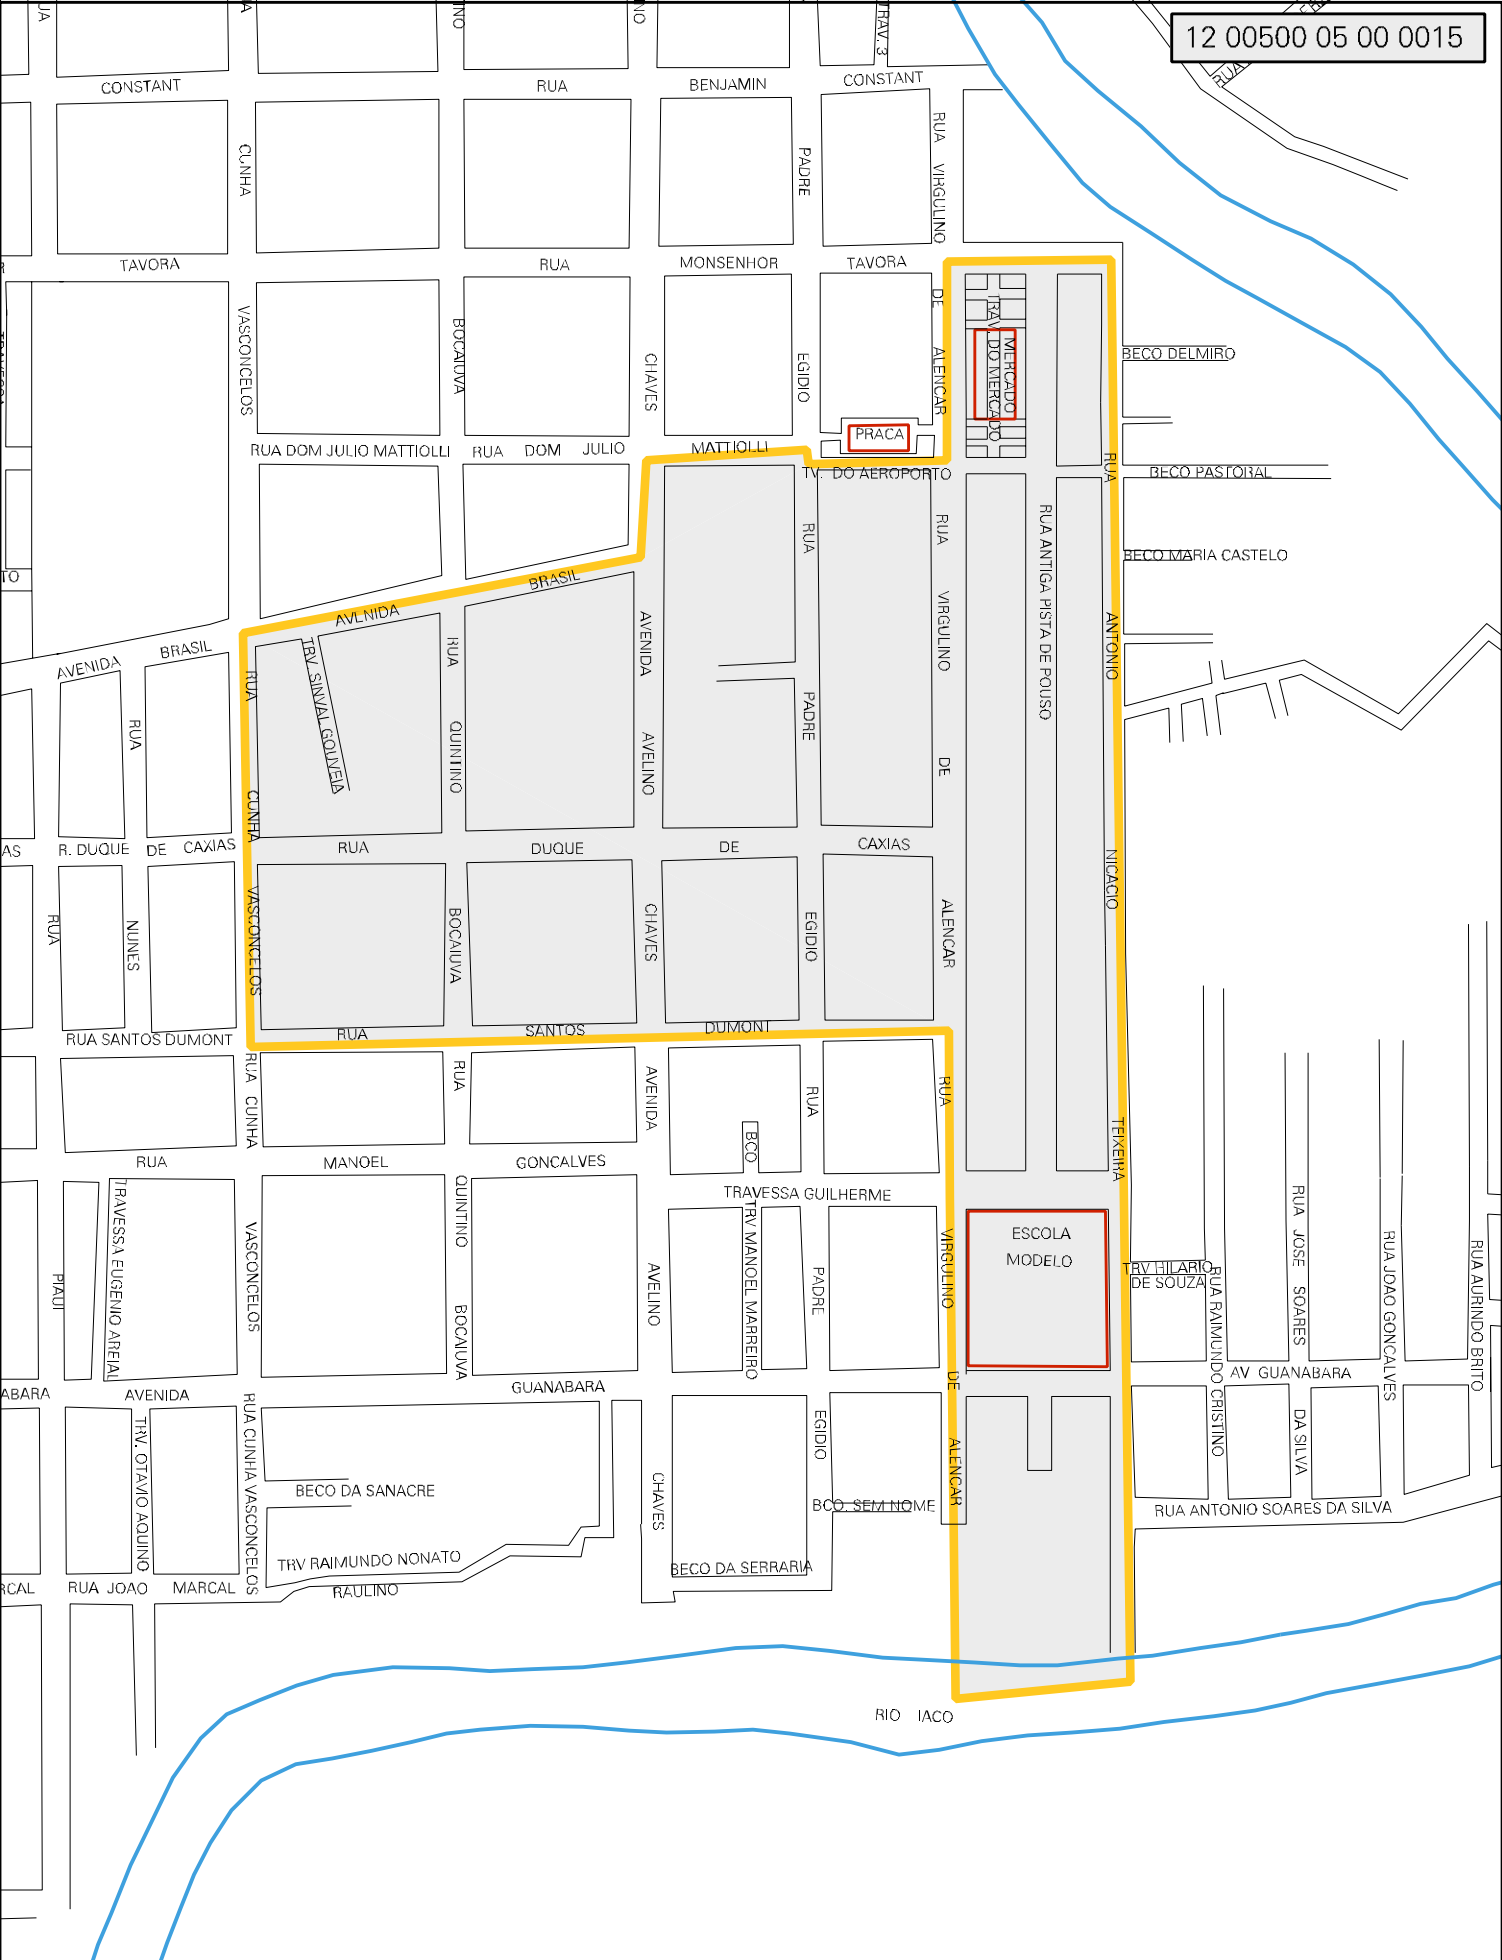 12 00500 05 00 0015
TRAV. 3
CONSTANT
RUA
BENJAMIN
CONSTANT
RUA
CUNHA
PADRE
RUA
VIRGULINO
TAVORA
RUA
MONSENHOR
TAVORA
DE
TRAV. DO MERCADO
VASCONCELOS
BOCAIUVA
CHAVES
EGIDIO
ALENCAR
MERCADO
BECO DELMIRO
PRACA
RUA DOM JULIO MATTIOLLI
RUA
DOM
JULIO
MATTIOLLI
TV. DO AEROPORTO
RUA
BECO PASTORAL
RUA
RUA
RUA ANTIGA PISTA DE POUSO
BECO MARIA CASTELO
TO
BRASIL
AVENIDA
VIRGULINO
ANTONIO
AVENIDA
BRASIL
RUA
TRV. SINVAL GOUVEIA
RUA
AVENIDA
RUA
QUINTINO
AVELINO
PADRE
DE
CUNHA
AS
R. DUQUE
DE
CAXIAS
RUA
DUQUE
DE
CAXIAS
NICACIO
RUA
NUNES
VASCONCELOS
BOCAIUVA
CHAVES
EGIDIO
ALENCAR
RUA SANTOS DUMONT
RUA
SANTOS
DUMONT
RUA
CUNHA
RUA
AVENIDA
RUA
RUA
BCO
TEIXEIRA
RUA
MANOEL
GONCALVES
TRAVESSA GUILHERME
TRAVESSA EUGENIO AREIAL
QUINTINO
TRV MANOEL MARREIRO
ESCOLA
MODELO
PIAUI
VASCONCELOS
BOCAIUVA
AVELINO
PADRE
VIRGULINO
TRV HILARIO
DE SOUZA
RUA RAIMUNDO CRISTINO
RUA
JOSE
SOARES
RUA JOAO GONCALVES
RUA AURINDO BRITO
ABARA
AVENIDA
GUANABARA
DE
AV
GUANABARA
TRV. OTAVIO AQUINO
RUA CUNHA VASCONCELOS
EGIDIO
ALENCAR
DA SILVA
BECO DA SANACRE
CHAVES
BCO. SEM NOME
RUA ANTONIO SOARES DA SILVA
TRV RAIMUNDO NONATO
RAULINO
BECO DA SERRARIA
RCAL
RUA
JOAO
MARCAL
RIO
IACO